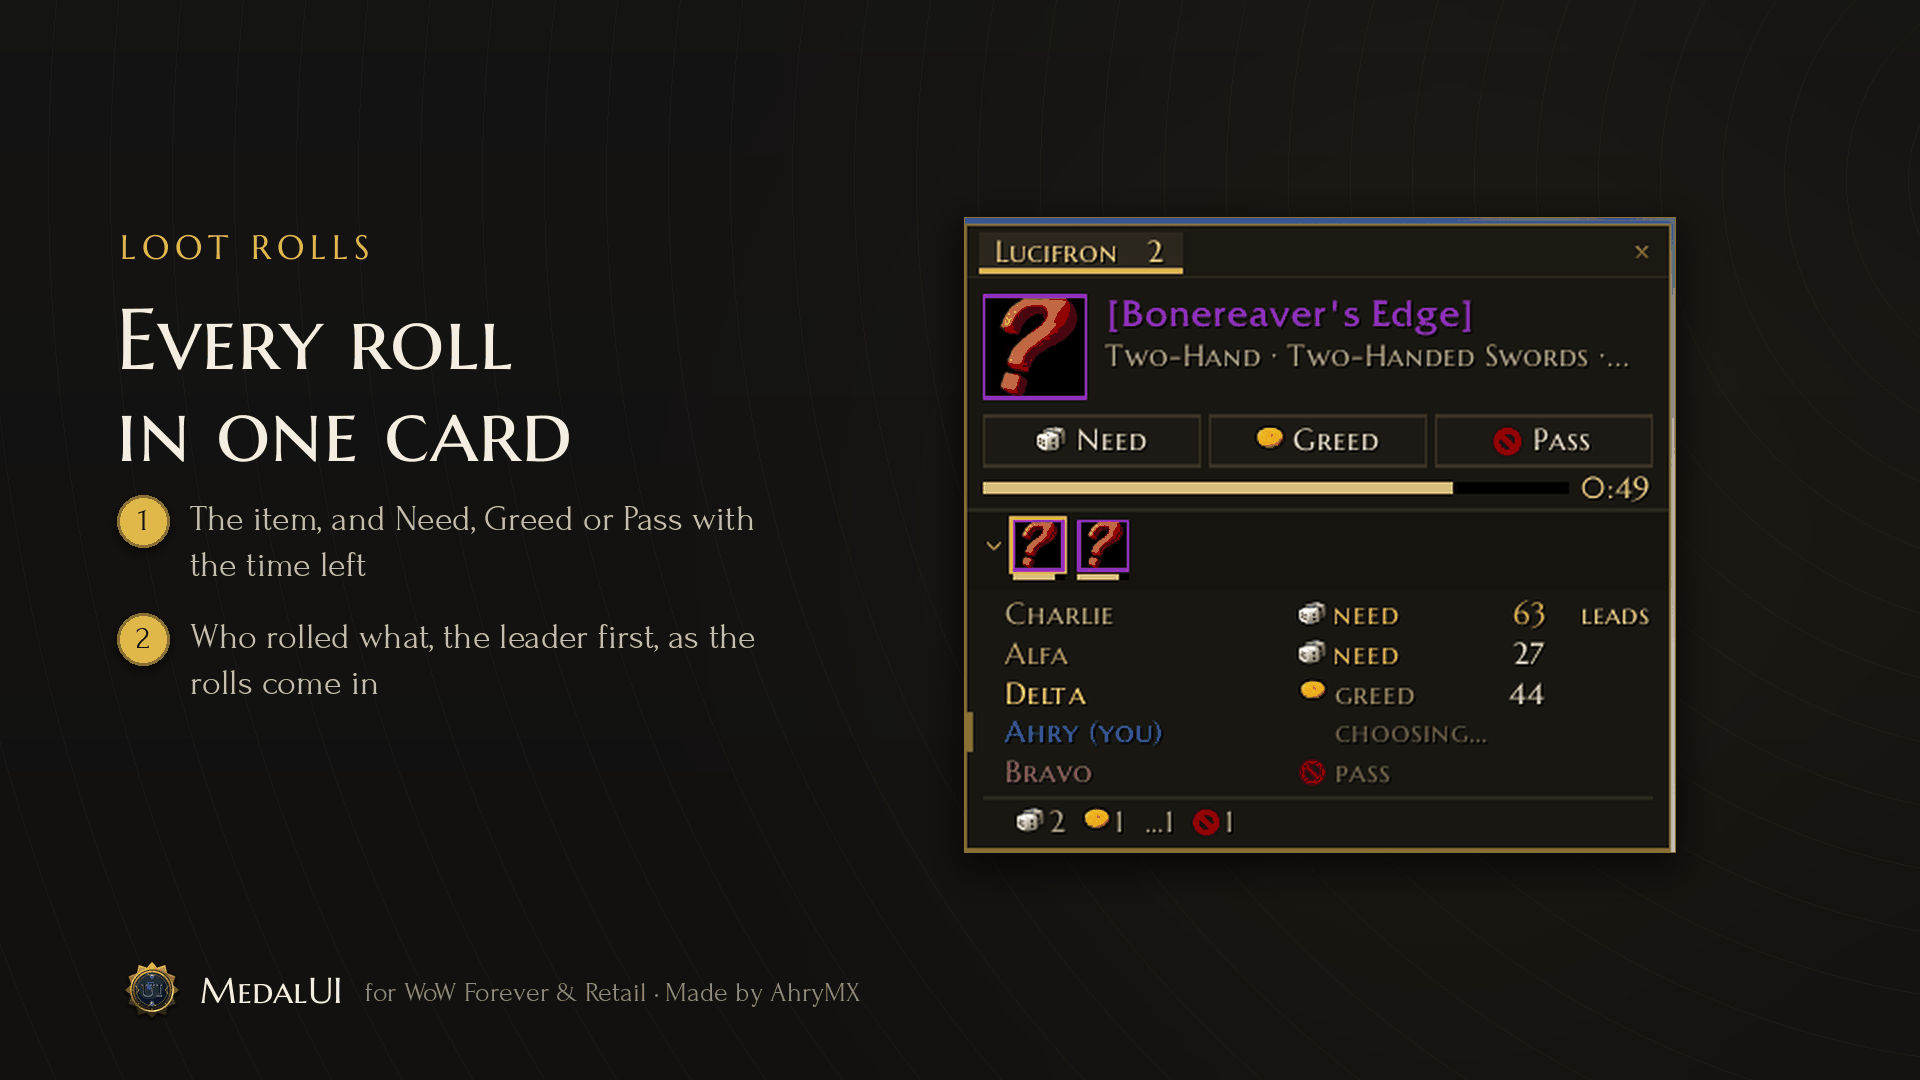 LOOT ROLLS
Every roll
in one card
1 The item, and Need, Greed or Pass with
the time left
2 Who rolled what, the leader first, as the
rolls come in
MedalUI for WoW Forever & Retail · Made by AhryMX
Lucifron 2 ×
[Bonereaver's Edge]
Two-Hand · Two-Handed Swords ·...
Need Greed Pass
0:49
Charlie need 63 leads
Alfa need 27
Delta greed 44
Ahry (you) choosing...
Bravo pass
2 1 ...1 1